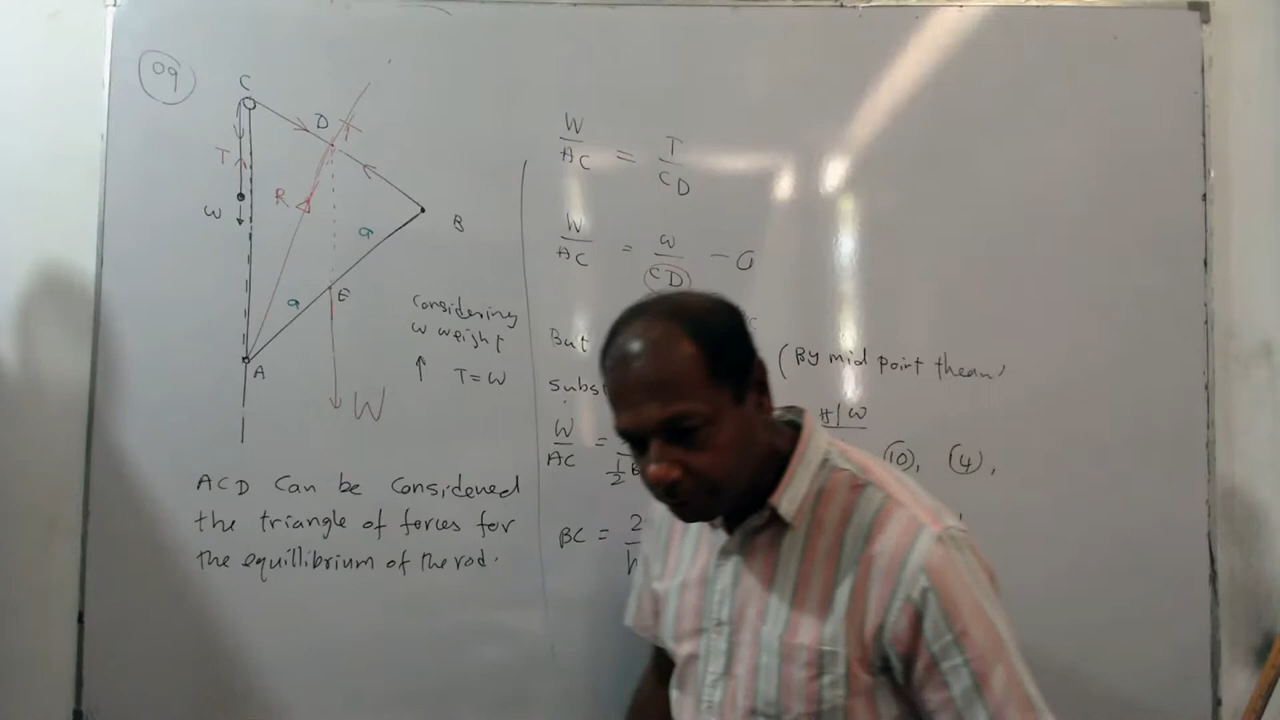 09
C
D
T
R
T
w
B
a
E
a
A
W
Considering
w weight
↑ T = w
ACD Can be Considered
the triangle of forces for
the equillibrium of the rod.
W/AC = T/CD
W/AC = w/CD
But
(By mid point
subs
H/W
W/AC =
10, 4,
BC = 2